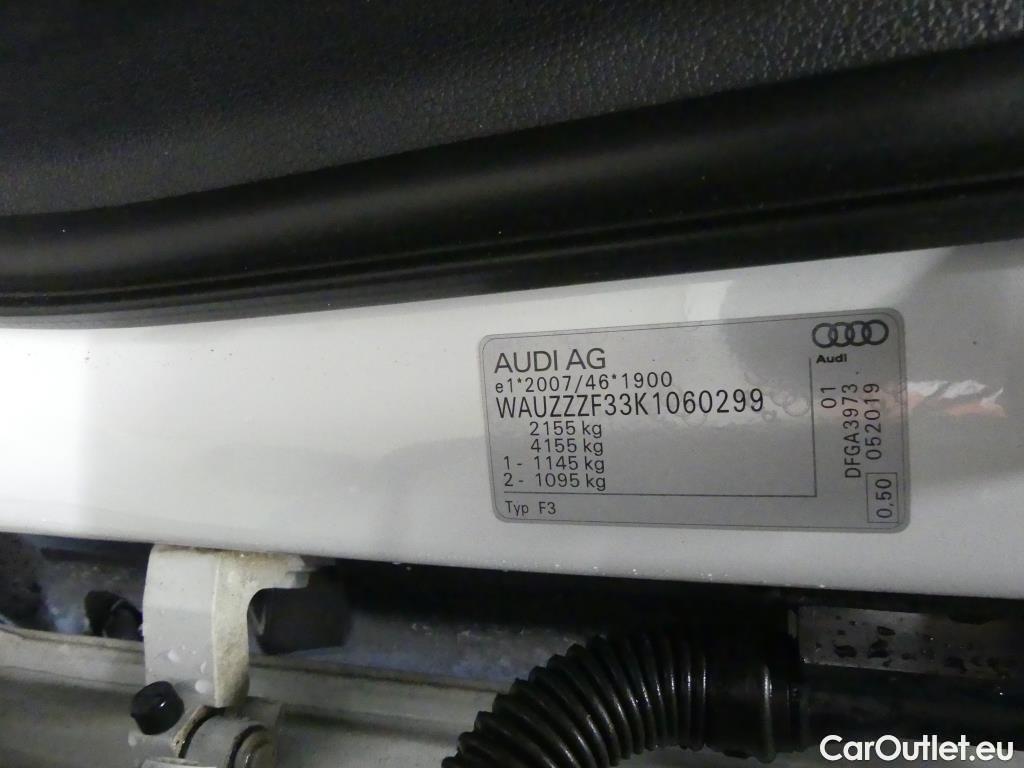 AUDI AG
e1*2007/46*1900
WAUZZZF33K1060299
2155 kg
4155 kg
1 - 1145 kg
2 - 1095 kg
Typ F3
Audi
01
DFGA3973
052019
0,50
CarOutlet.eu